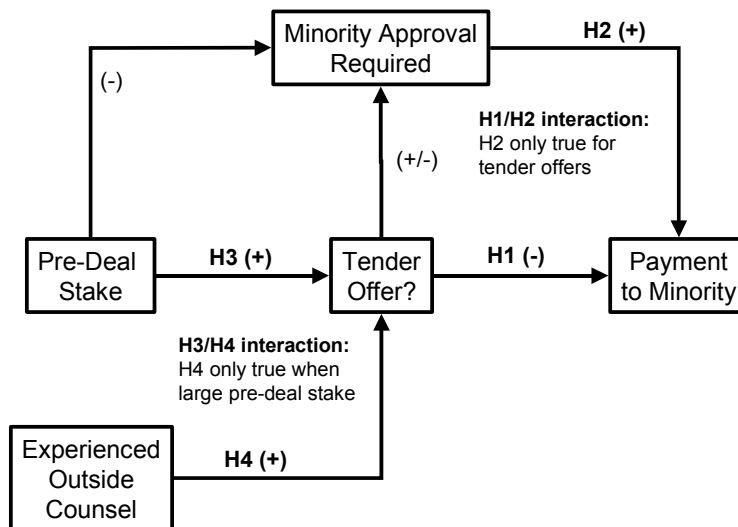 Minority Approval
Required
H2 (+)
(-)
H1/H2 interaction:
H2 only true for
tender offers
(+/-)
Pre-Deal
Stake
H3 (+)
Tender
Offer?
H1 (-)
Payment
to Minority
H3/H4 interaction:
H4 only true when
large pre-deal stake
Experienced
Outside
Counsel
H4 (+)